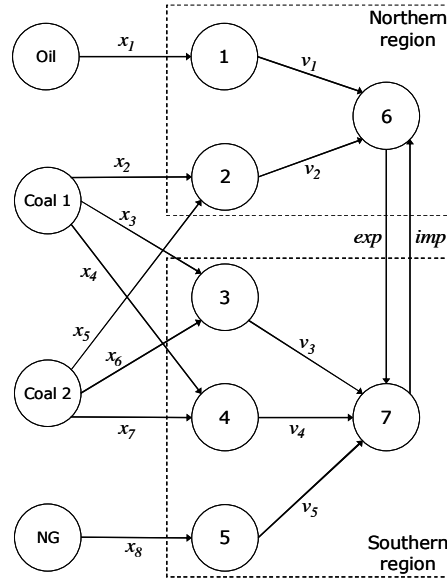 Northern
region
Oil
x1
1
v1
6
Coal 1
x2
2
v2
x3
x4
exp
imp
3
x5
x6
v3
Coal 2
x7
4
v4
7
v5
NG
x8
5
Southern
region